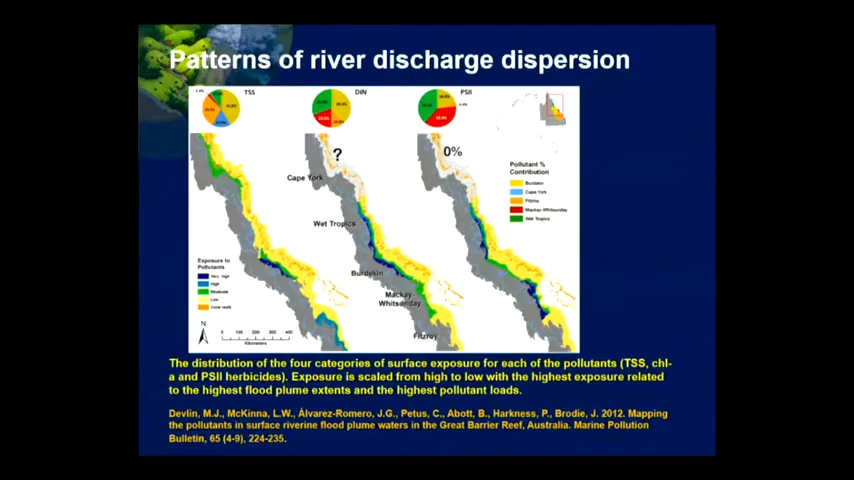 Patterns of river discharge dispersion
TSS
DIN
PSII
?
0%
Cape York
Wet Tropics
Burdekin
Mackay-
Whitsunday
Fitzroy
Pollutant %
Contribution
Burdekin
Cape York
Fitzroy
Mackay-Whitsunday
Wet Tropics
Exposure to
Pollutants
Very high
High
Moderate
Low
N
0 100 200 300 400
Kilometers
The distribution of the four categories of surface exposure for each of the pollutants (TSS, chl-
a and PSII herbicides). Exposure is scaled from high to low with the highest exposure related
to the highest flood plume extents and the highest pollutant loads.
Devlin, M.J., McKinna, L.W., Álvarez-Romero, J.G., Petus, C., Abott, B., Harkness, P., Brodie, J. 2012. Mapping
the pollutants in surface riverine flood plume waters in the Great Barrier Reef, Australia. Marine Pollution
Bulletin, 65 (4-9), 224-235.